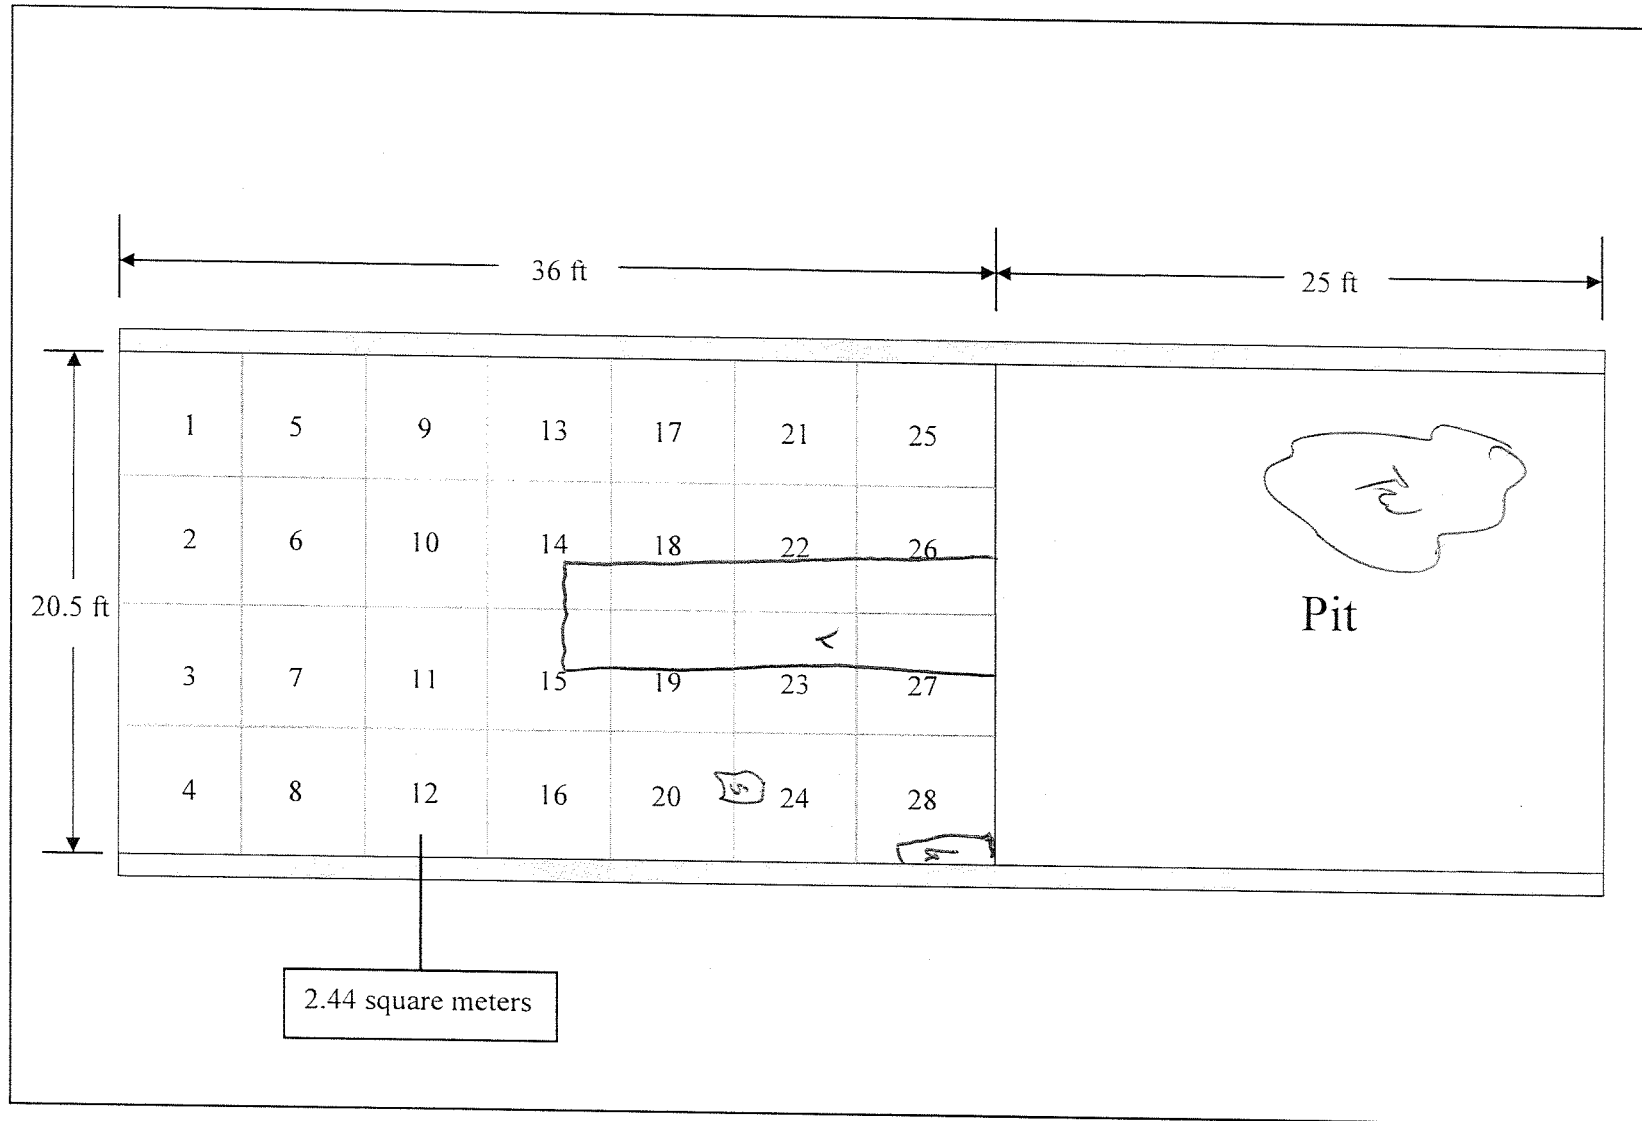 36 ft
25 ft
20.5 ft
1 5 9 13 17 21 25
2 6 10 14 18 22 26
Pit
3 7 11 15 19 23 27
4 8 12 16 20 24 28
2.44 square meters